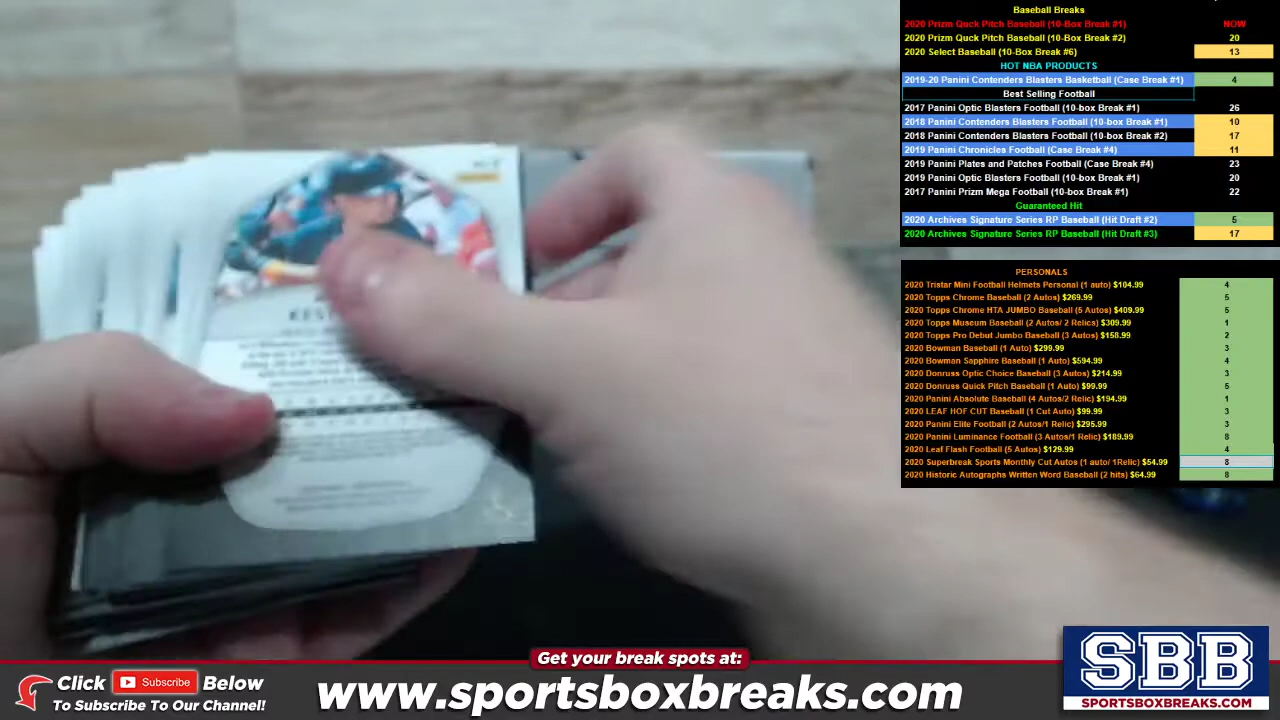 Baseball Breaks
2020 Prizm Quck Pitch Baseball (10-Box Break #1) NOW
2020 Prizm Quck Pitch Baseball (10-Box Break #2) 20
2020 Select Baseball (10-Box Break #6) 13
HOT NBA PRODUCTS
2019-20 Panini Contenders Blasters Basketball (Case Break #1) 4
Best Selling Football
2017 Panini Optic Blasters Football (10-box Break #1) 26
2018 Panini Contenders Blasters Football (10-box Break #1) 10
2018 Panini Contenders Blasters Football (10-box Break #2) 17
2019 Panini Chronicles Football (Case Break #4) 11
2019 Panini Plates and Patches Football (Case Break #4) 23
2019 Panini Optic Blasters Football (10-box Break #1) 20
2017 Panini Prizm Mega Football (10-box Break #1) 22
Guaranteed Hit
2020 Archives Signature Series RP Baseball (Hit Draft #2) 5
2020 Archives Signature Series RP Baseball (Hit Draft #3) 17
PERSONALS
2020 Tristar Mini Football Helmets Personal (1 auto) $104.99 4
2020 Topps Chrome Baseball (2 Autos) $269.99 5
2020 Topps Chrome HTA JUMBO Baseball (5 Autos) $409.99 5
2020 Topps Museum Baseball (2 Autos/ 2 Relics) $309.99 1
2020 Topps Pro Debut Jumbo Baseball (3 Autos) $158.99 2
2020 Bowman Baseball (1 Auto) $299.99 3
2020 Bowman Sapphire Baseball (1 Auto) $594.99 4
2020 Donruss Optic Choice Baseball (3 Autos) $214.99 3
2020 Donruss Quick Pitch Baseball (1 Auto) $99.99 5
2020 Panini Absolute Baseball (4 Autos/2 Relic) $194.99 1
2020 LEAF HOF CUT Baseball (1 Cut Auto) $99.99 3
2020 Panini Elite Football (2 Autos/1 Relic) $295.99 3
2020 Panini Luminance Football (3 Autos/1 Relic) $189.99 8
2020 Leaf Flash Football (5 Autos) $129.99 4
2020 Superbreak Sports Monthly Cut Autos (1 auto/ 1Relic) $54.99 8
2020 Historic Autographs Written Word Baseball (2 hits) $64.99 8
Get your break spots at:
Click Subscribe Below
To Subscribe To Our Channel!
www.sportsboxbreaks.com
SBB
SPORTSBOXBREAKS.COM